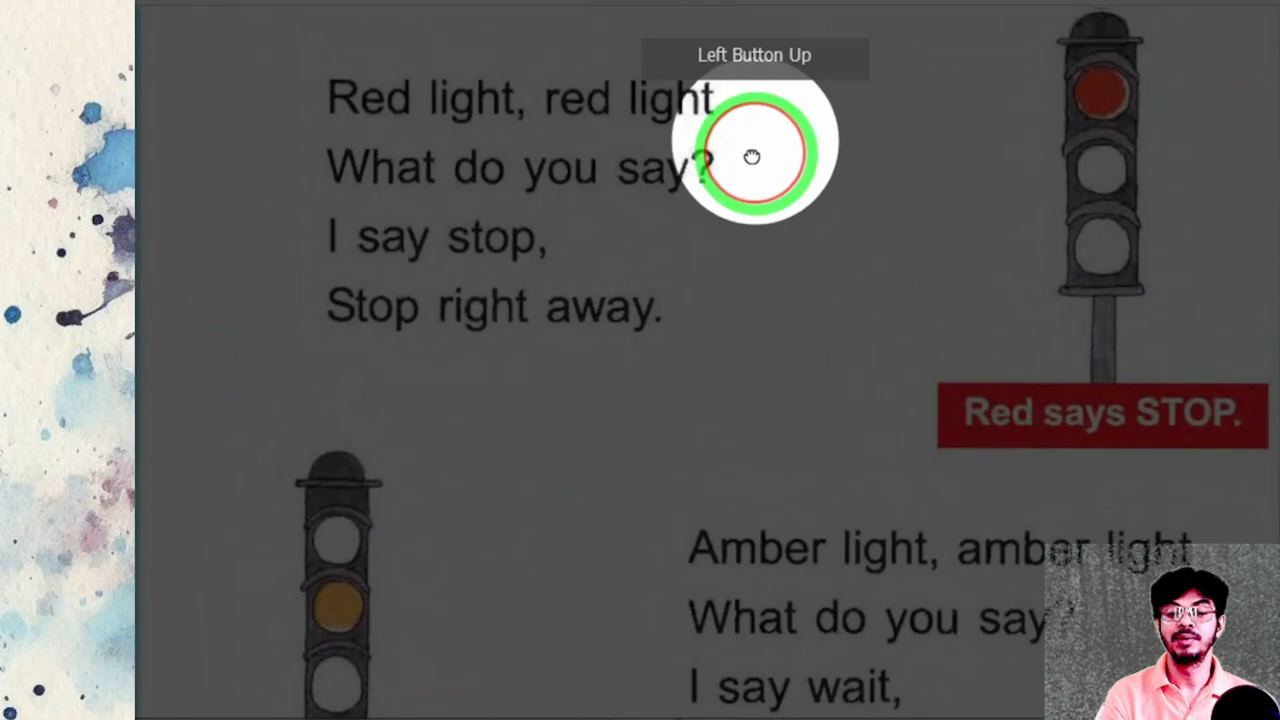 Left Button Up
Red light, red light
What do you say?
I say stop,
Stop right away.
Red says STOP.
Amber light, amber light
What do you say?
I say wait,